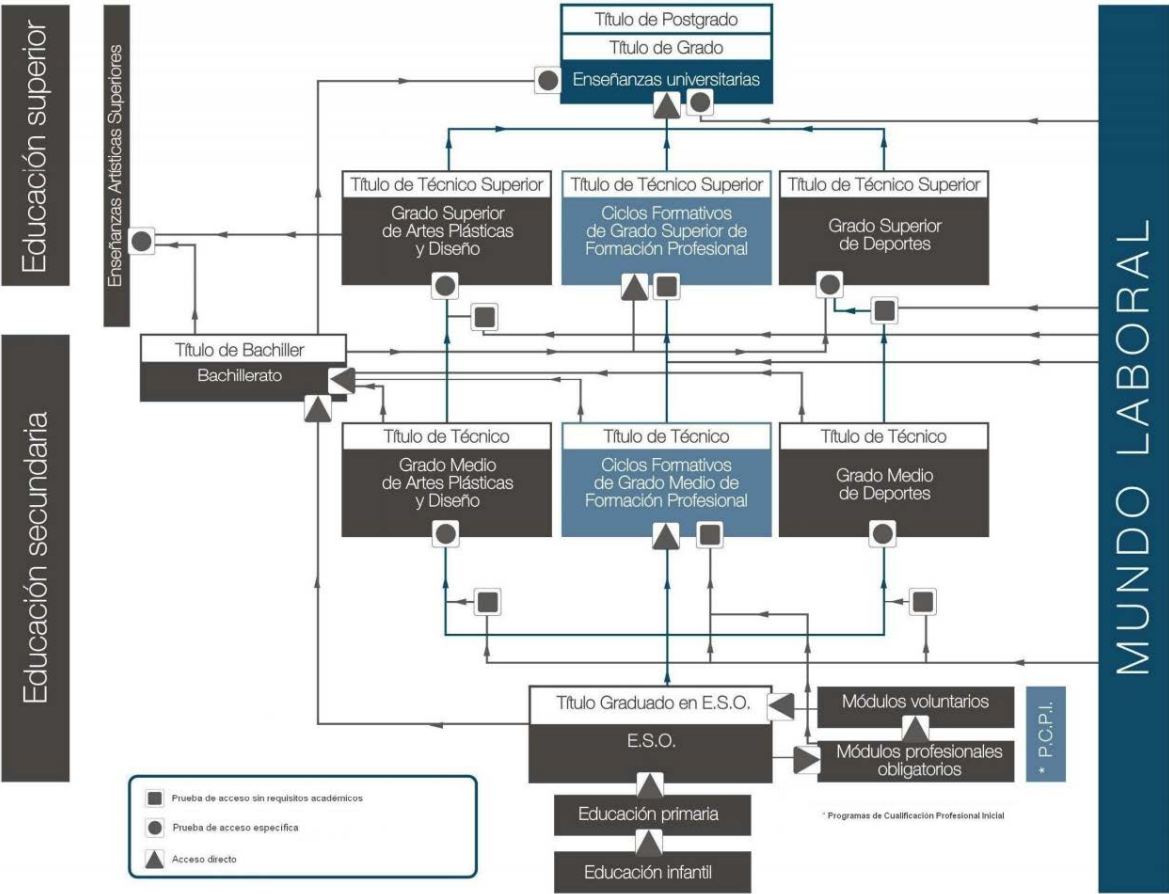 Educación superior
Enseñanzas Artísticas Superiores
Título de Postgrado
Título de Grado
Enseñanzas universitarias
Título de Técnico Superior
Grado Superior
de Artes Plásticas
y Diseño
Título de Técnico Superior
Ciclos Formativos
de Grado Superior de
Formación Profesional
Título de Técnico Superior
Grado Superior
de Deportes
MUNDO LABORAL
Título de Bachiller
Bachillerato
Educación secundaria
Título de Técnico
Grado Medio
de Artes Plásticas
y Diseño
Título de Técnico
Ciclos Formativos
de Grado Medio de
Formación Profesional
Título de Técnico
Grado Medio
de Deportes
Título Graduado en E.S.O.
E.S.O.
Módulos voluntarios
Módulos profesionales
obligatorios
* P.C.P.I.
Educación primaria
Educación infantil
* Programas de Cualificación Profesional Inicial
Prueba de acceso sin requisitos académicos
Prueba de acceso específica
Acceso directo